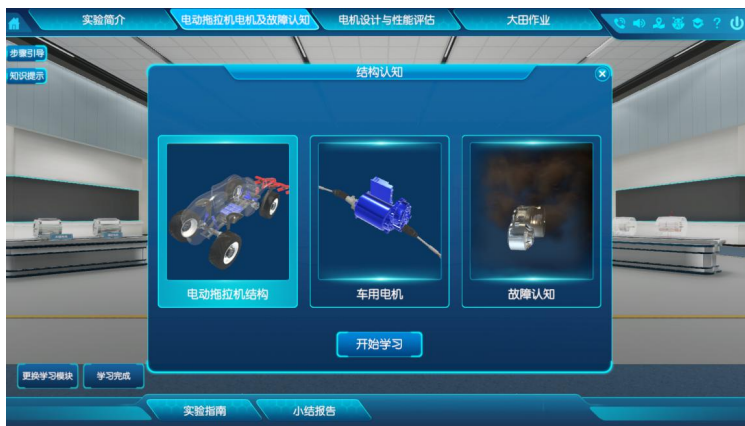 实验简介
电动拖拉机电机及故障认知
电机设计与性能评估
大田作业
?
步骤引导
知识提示
结构认知
电动拖拉机结构
车用电机
故障认知
开始学习
更换学习模块
学习完成
实验指南
小结报告